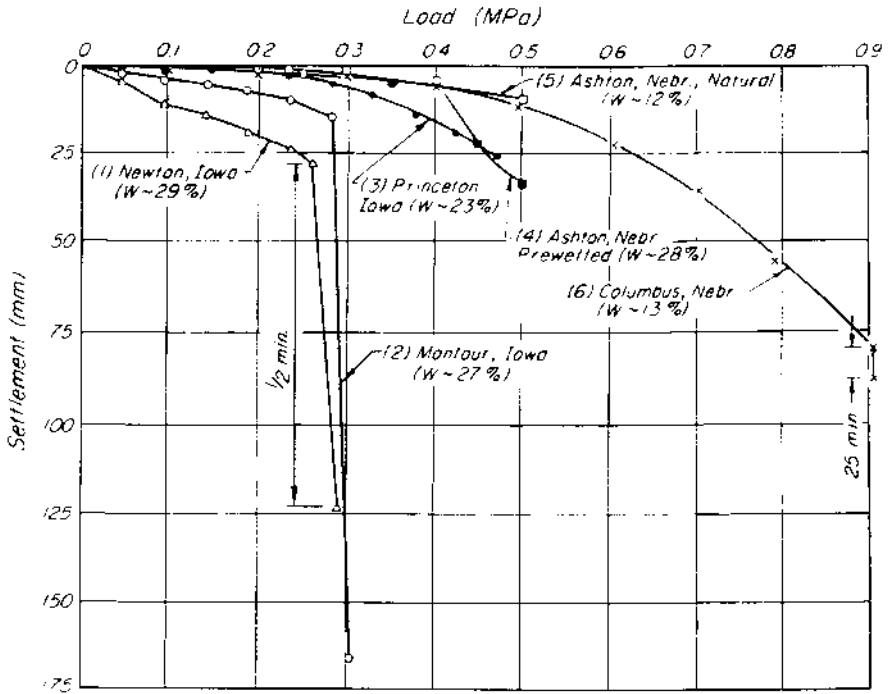 Load (MPa)
0 0.1 0.2 0.3 0.4 0.5 0.6 0.7 0.8 0.9
Settlement (mm)
0
25
50
75
100
125
150
175
(5) Ashton, Nebr., Natural
(W~12%)
(1) Newton, Iowa
(W~29%)
(3) Princeton
Iowa (W~23%)
(4) Ashton, Nebr
Prewetted (W~28%)
(6) Columbus, Nebr
(W~13%)
(2) Montour, Iowa
(W~27%)
1/2 min.
25 min